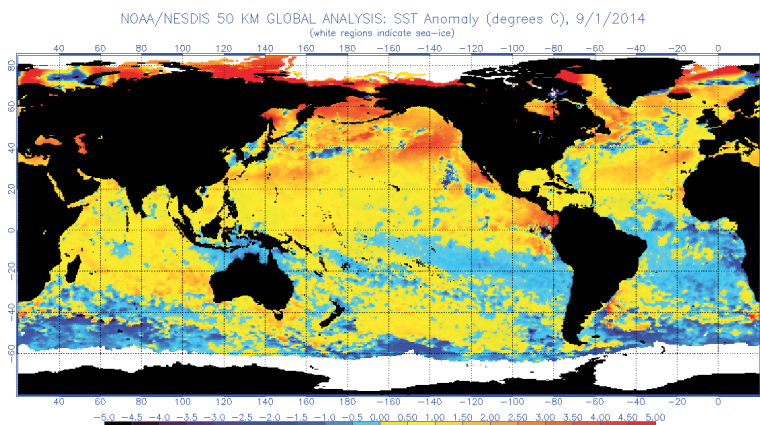 NOAA/NESDIS 50 KM GLOBAL ANALYSIS: SST Anomaly (degrees C), 9/1/2014
(white regions indicate sea-ice)
40 60 80 100 120 140 160 180 -160 -140 -120 -100 -80 -60 -40 -20 0
80
60
40
20
0
-20
-40
-60
40 60 80 100 120 140 160 180 -160 -140 -120 -100 -80 -60 -40 -20 0
-5.0 -4.5 -4.0 -3.5 -3.0 -2.5 -2.0 -1.5 -1.0 -0.5 0.00 0.50 1.00 1.50 2.00 2.50 3.00 3.50 4.00 4.50 5.00